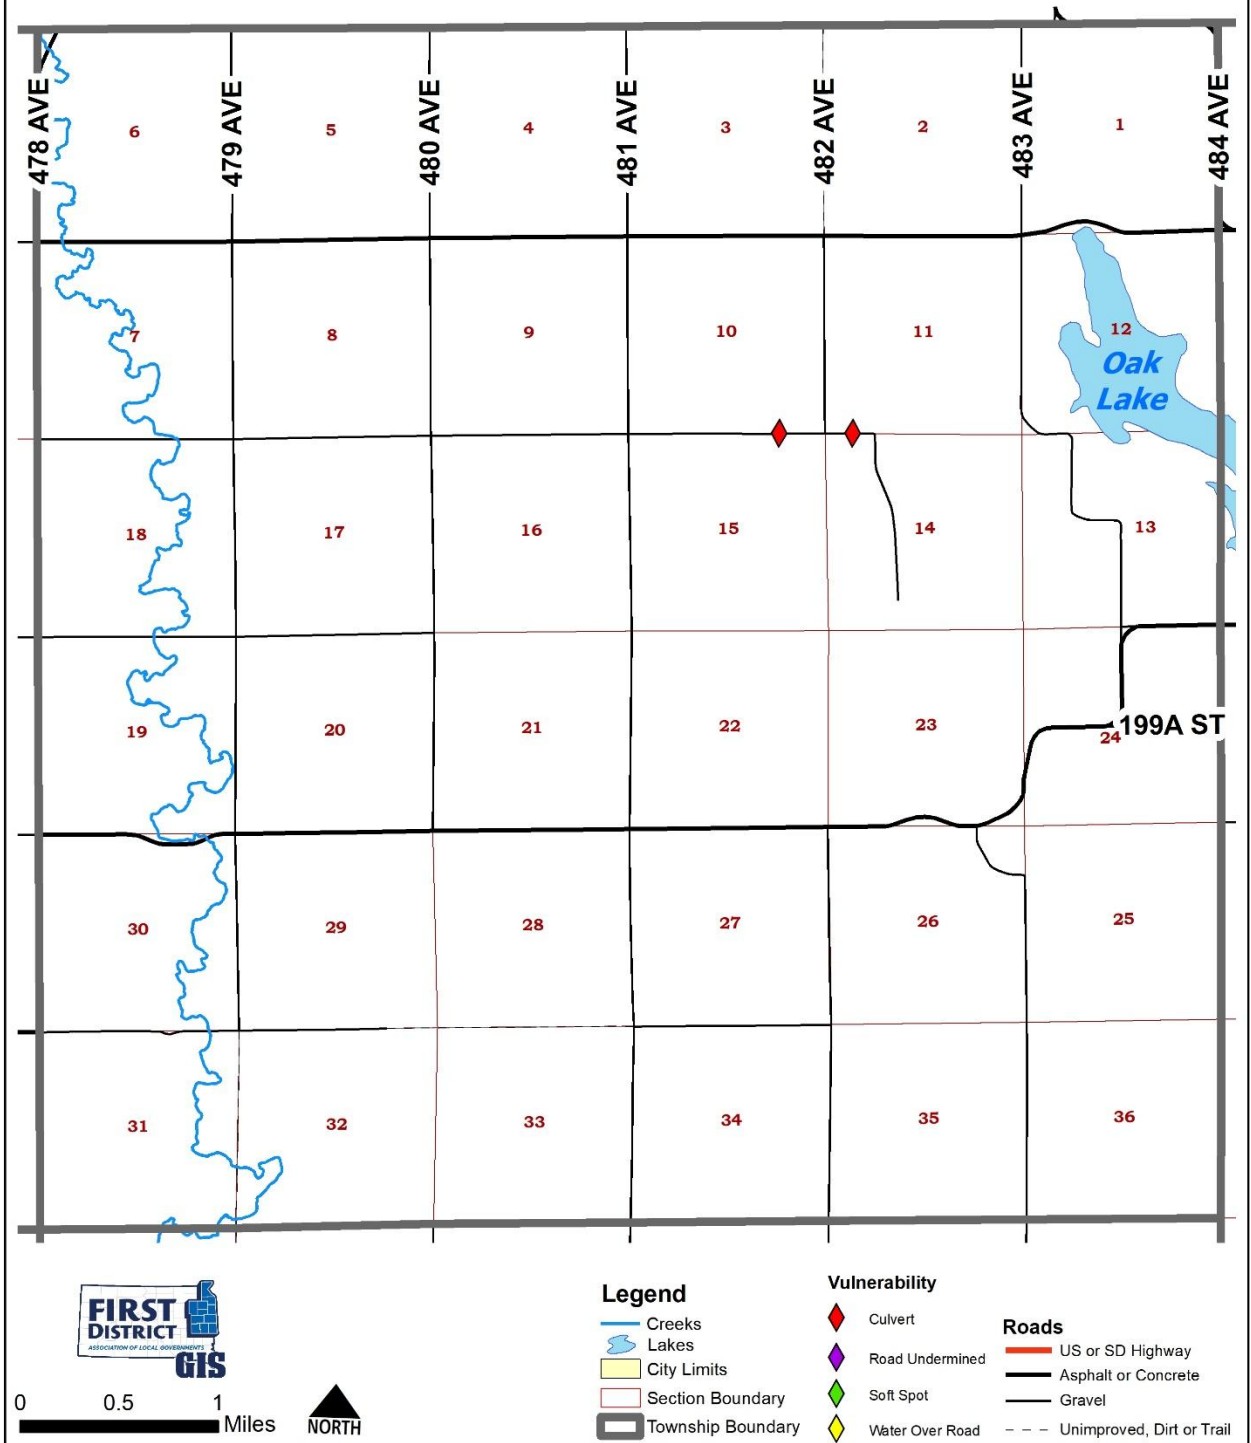 478 AVE
479 AVE
480 AVE
481 AVE
482 AVE
483 AVE
484 AVE
6
5
4
3
2
1
7
8
9
10
11
12
Oak
Lake
18
17
16
15
14
13
19
20
21
22
23
24
199A ST
30
29
28
27
26
25
31
32
33
34
35
36
FIRST
DISTRICT
ASSOCIATION OF LOCAL GOVERNMENTS
GIS
0 0.5 1
Miles
NORTH
Legend
Creeks
Lakes
City Limits
Section Boundary
Township Boundary
Vulnerability
Culvert
Road Undermined
Soft Spot
Water Over Road
Roads
US or SD Highway
Asphalt or Concrete
Gravel
Unimproved, Dirt or Trail